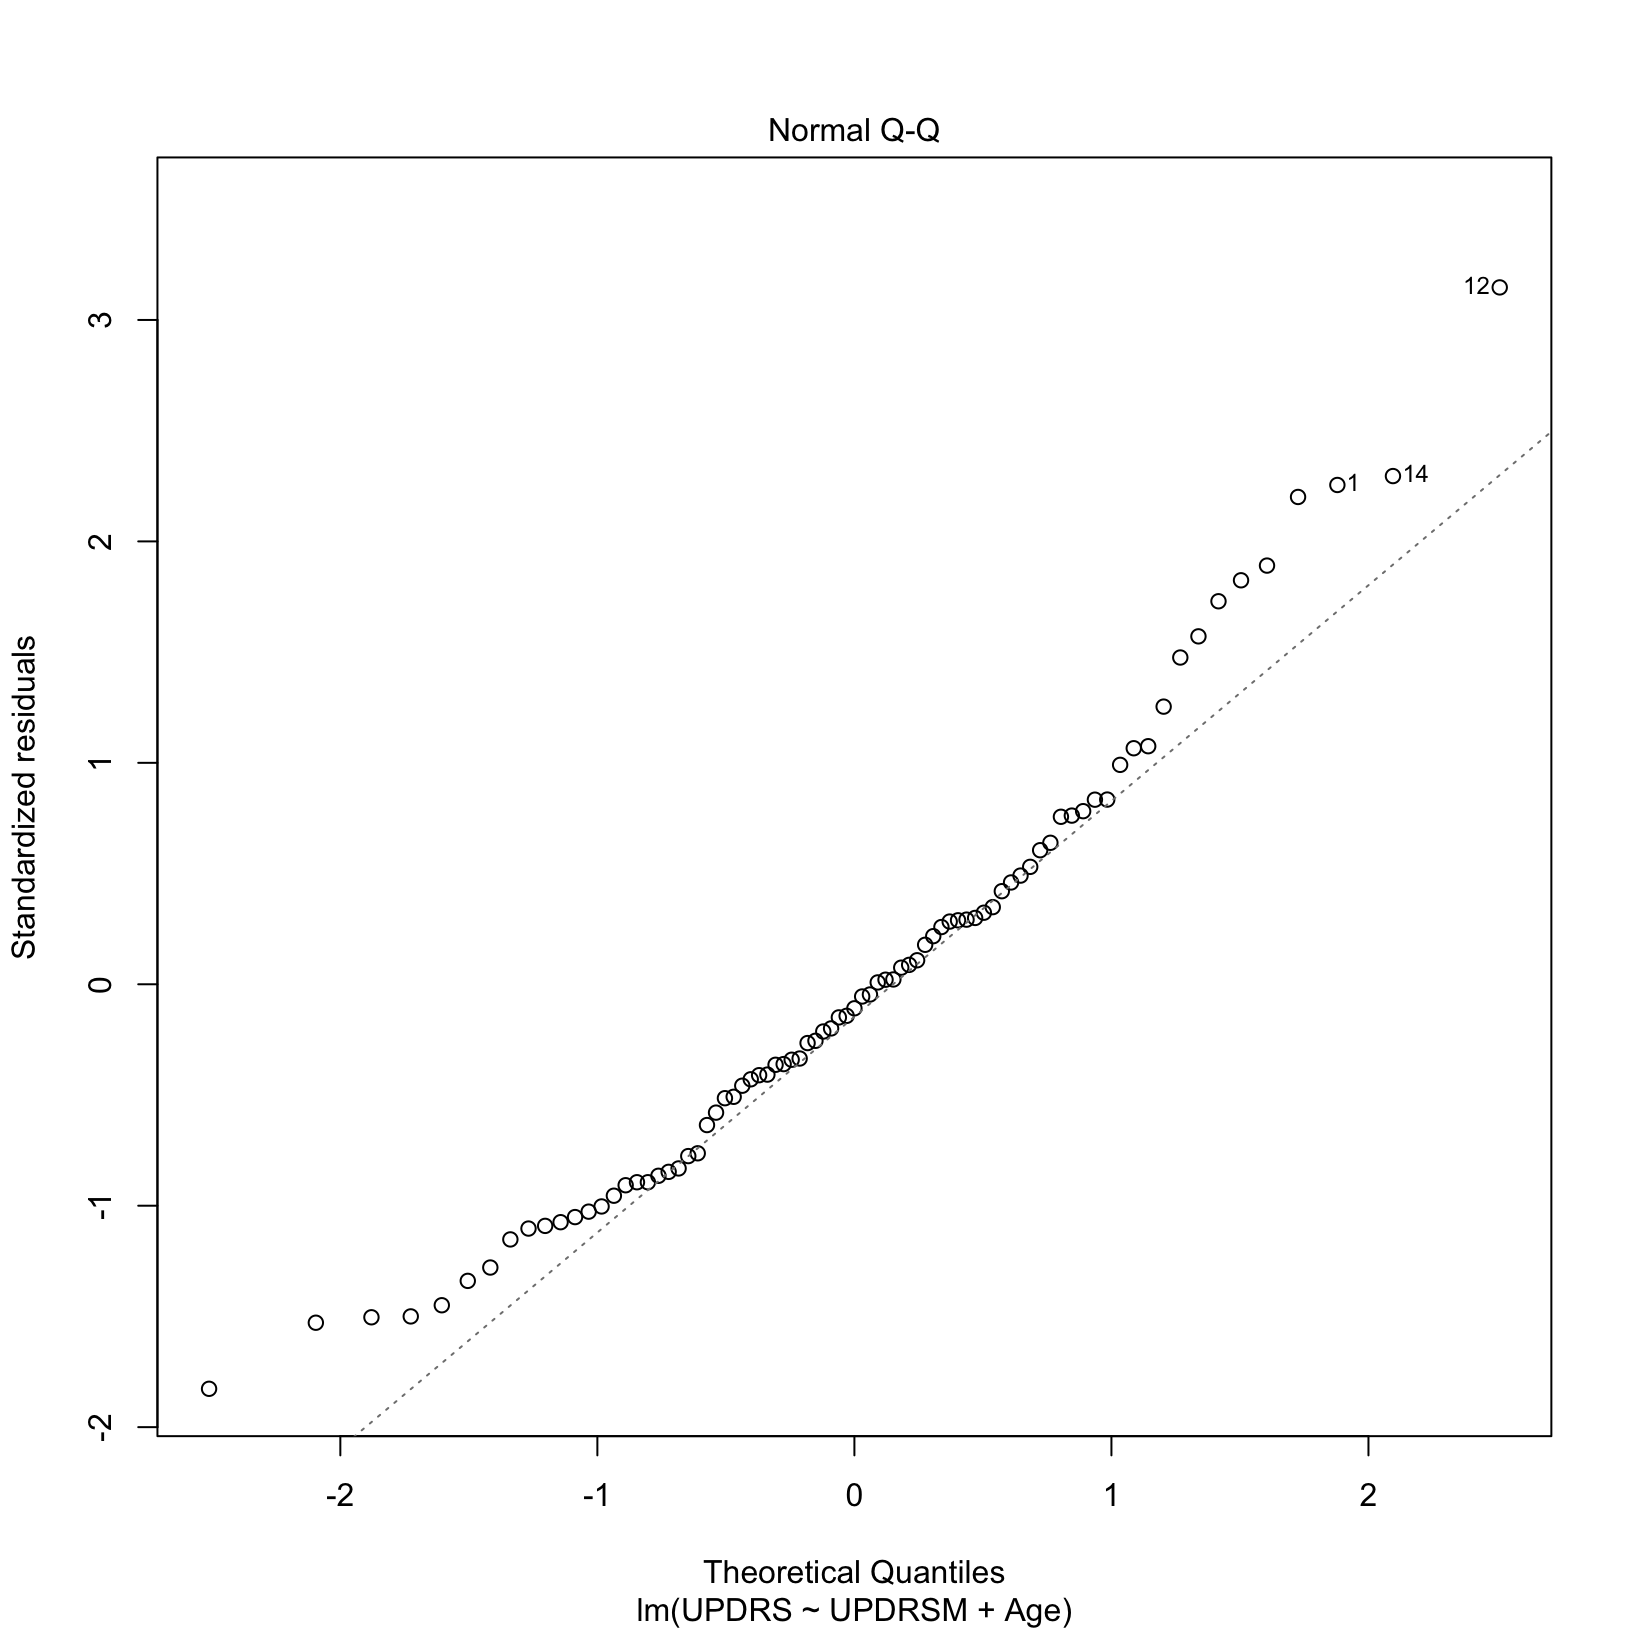 Normal Q-Q
12
3
14
1
2
Standardized residuals
1
0
-1
-2
-2 -1 0 1 2
Theoretical Quantiles
lm(UPDRS ~ UPDRSM + Age)